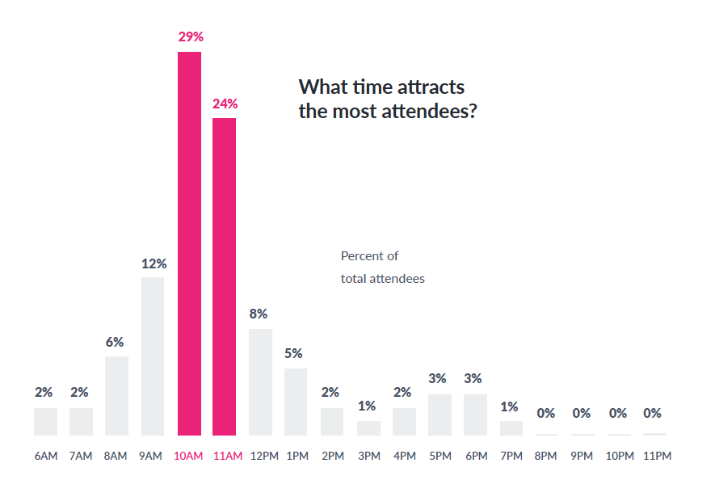 29%
What time attracts
the most attendees?
24%
Percent of
total attendees
12%
8%
6%
5%
3% 3%
2% 2% 2% 2%
1% 1%
0% 0% 0% 0%
6AM 7AM 8AM 9AM 10AM 11AM 12PM 1PM 2PM 3PM 4PM 5PM 6PM 7PM 8PM 9PM 10PM 11PM